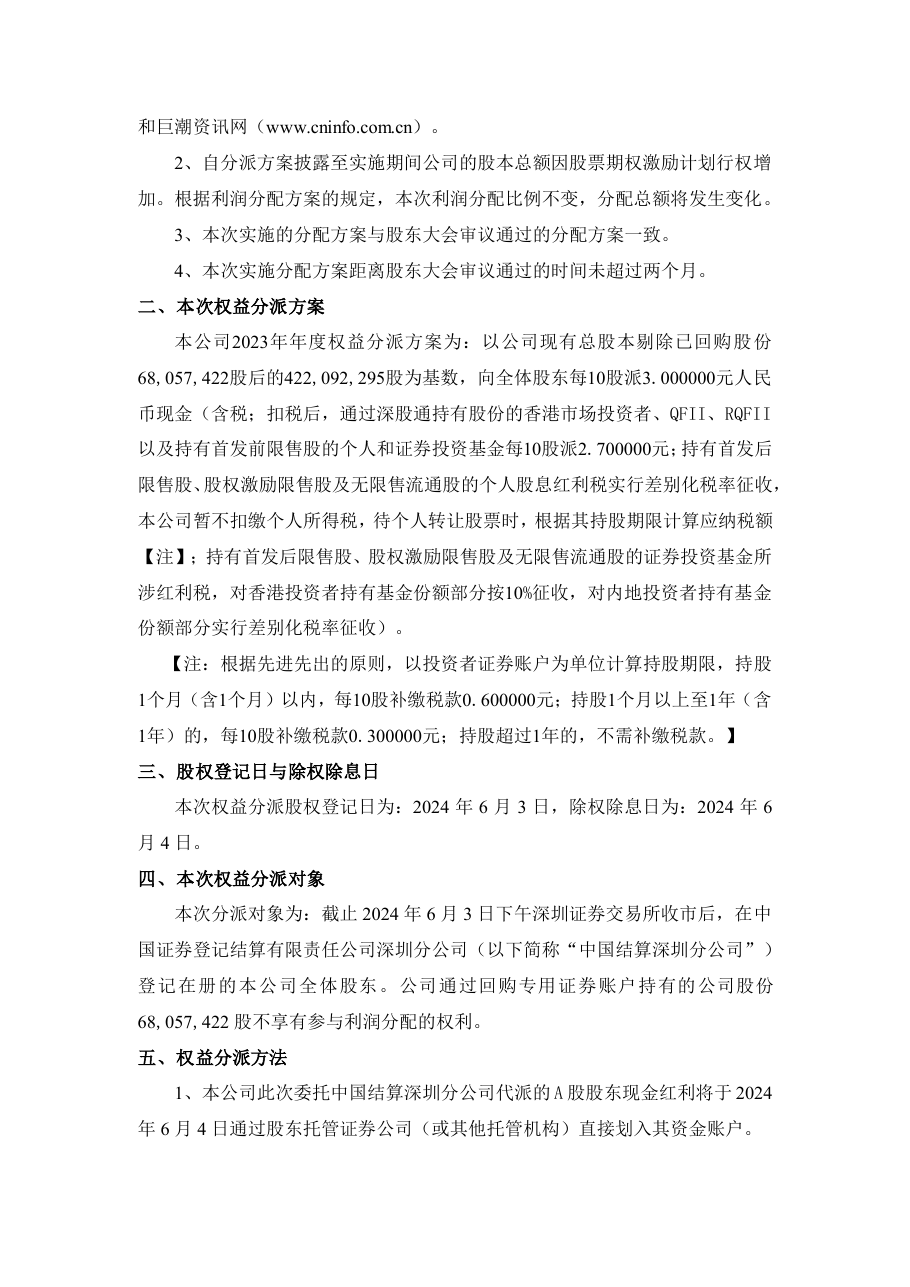 和巨潮资讯网（www.cninfo.com.cn）。
2、自分派方案披露至实施期间公司的股本总额因股票期权激励计划行权增
加。根据利润分配方案的规定，本次利润分配比例不变，分配总额将发生变化。
3、本次实施的分配方案与股东大会审议通过的分配方案一致。
4、本次实施分配方案距离股东大会审议通过的时间未超过两个月。
二、本次权益分派方案
本公司2023年年度权益分派方案为：以公司现有总股本剔除已回购股份
68,057,422股后的422,092,295股为基数，向全体股东每10股派3.000000元人民
币现金（含税；扣税后，通过深股通持有股份的香港市场投资者、QFII、RQFII
以及持有首发前限售股的个人和证券投资基金每10股派2.700000元；持有首发后
限售股、股权激励限售股及无限售流通股的个人股息红利税实行差别化税率征收，
本公司暂不扣缴个人所得税，待个人转让股票时，根据其持股期限计算应纳税额
【注】；持有首发后限售股、股权激励限售股及无限售流通股的证券投资基金所
涉红利税，对香港投资者持有基金份额部分按10%征收，对内地投资者持有基金
份额部分实行差别化税率征收）。
【注：根据先进先出的原则，以投资者证券账户为单位计算持股期限，持股
1个月（含1个月）以内，每10股补缴税款0.600000元；持股1个月以上至1年（含
1年）的，每10股补缴税款0.300000元；持股超过1年的，不需补缴税款。】
三、股权登记日与除权除息日
本次权益分派股权登记日为：2024 年 6 月 3 日，除权除息日为：2024 年 6
月 4 日。
四、本次权益分派对象
本次分派对象为：截止 2024 年 6 月 3 日下午深圳证券交易所收市后，在中
国证券登记结算有限责任公司深圳分公司（以下简称“中国结算深圳分公司”）
登记在册的本公司全体股东。公司通过回购专用证券账户持有的公司股份
68,057,422 股不享有参与利润分配的权利。
五、权益分派方法
1、本公司此次委托中国结算深圳分公司代派的 A 股股东现金红利将于 2024
年 6 月 4 日通过股东托管证券公司（或其他托管机构）直接划入其资金账户。